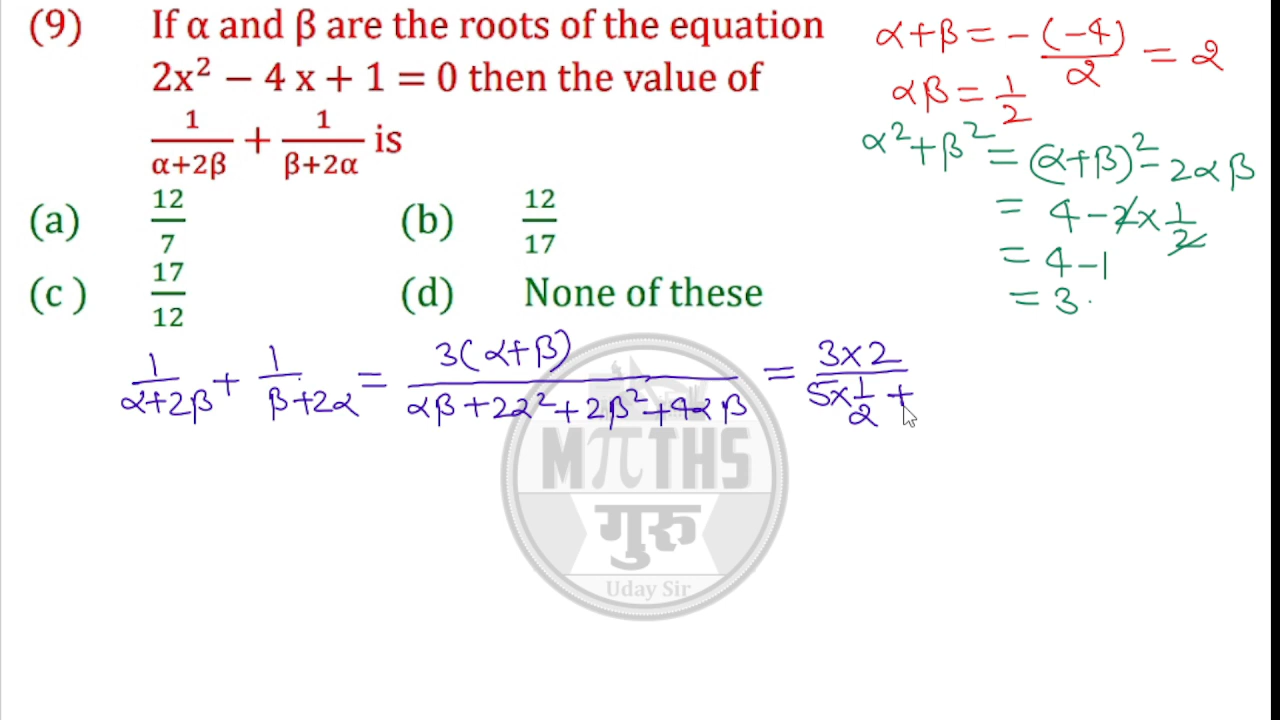 (9) If α and β are the roots of the equation
2x² − 4 x + 1 = 0 then the value of
1/(α+2β) + 1/(β+2α) is
(a) 12/7 (b) 12/17
(c ) 17/12 (d) None of these
α+β = −(−4)/2 = 2
αβ = 1/2
α²+β² = (α+β)² − 2αβ
= 4 − 2×1/2
= 4−1
= 3.
1/(α+2β) + 1/(β+2α) = 3(α+β)/(αβ+2α²+2β²+4αβ) = 3×2/(5×1/2 +
MπTHS
गुरु
Uday Sir